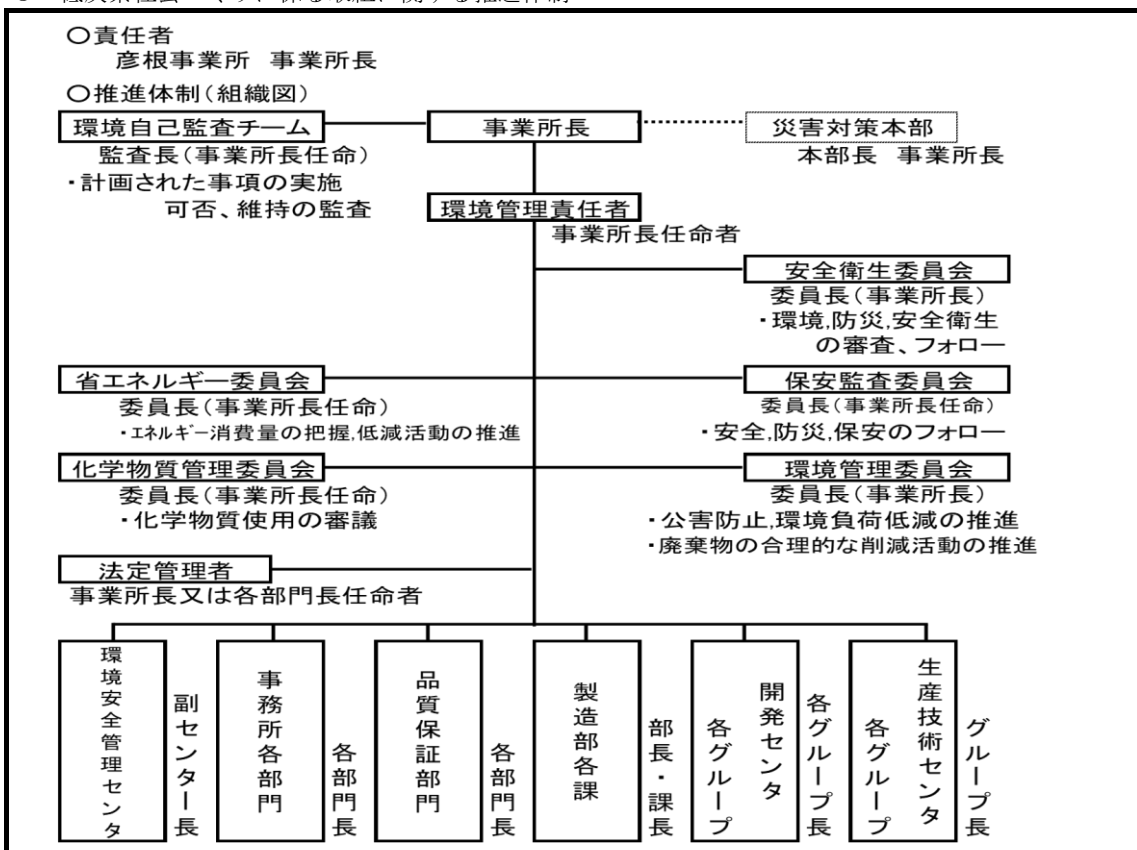 ○責任者
彦根事業所 事業所長
○推進体制(組織図)
環境自己監査チーム
事業所長
災害対策本部
監査長(事業所長任命)
本部長 事業所長
・計画された事項の実施
可否、維持の監査
環境管理責任者
事業所長任命者
安全衛生委員会
委員長(事業所長)
・環境,防災,安全衛生
の審査、フォロー
省エネルギー委員会
保安監査委員会
委員長(事業所長任命)
委員長(事業所長任命)
・エネルギー消費量の把握,低減活動の推進
・安全,防災,保安のフォロー
化学物質管理委員会
環境管理委員会
委員長(事業所長任命)
委員長(事業所長)
・化学物質使用の審議
・公害防止,環境負荷低減の推進
・廃棄物の合理的な削減活動の推進
法定管理者
事業所長又は各部門長任命者
環境安全管理センタ
副センター長
事務所各部門
各部門長
品質保証部門
各部門長
製造部各課
部長・課長
開発センタ
各グループ
各グループ長
生産技術センタ
各グループ
グループ長